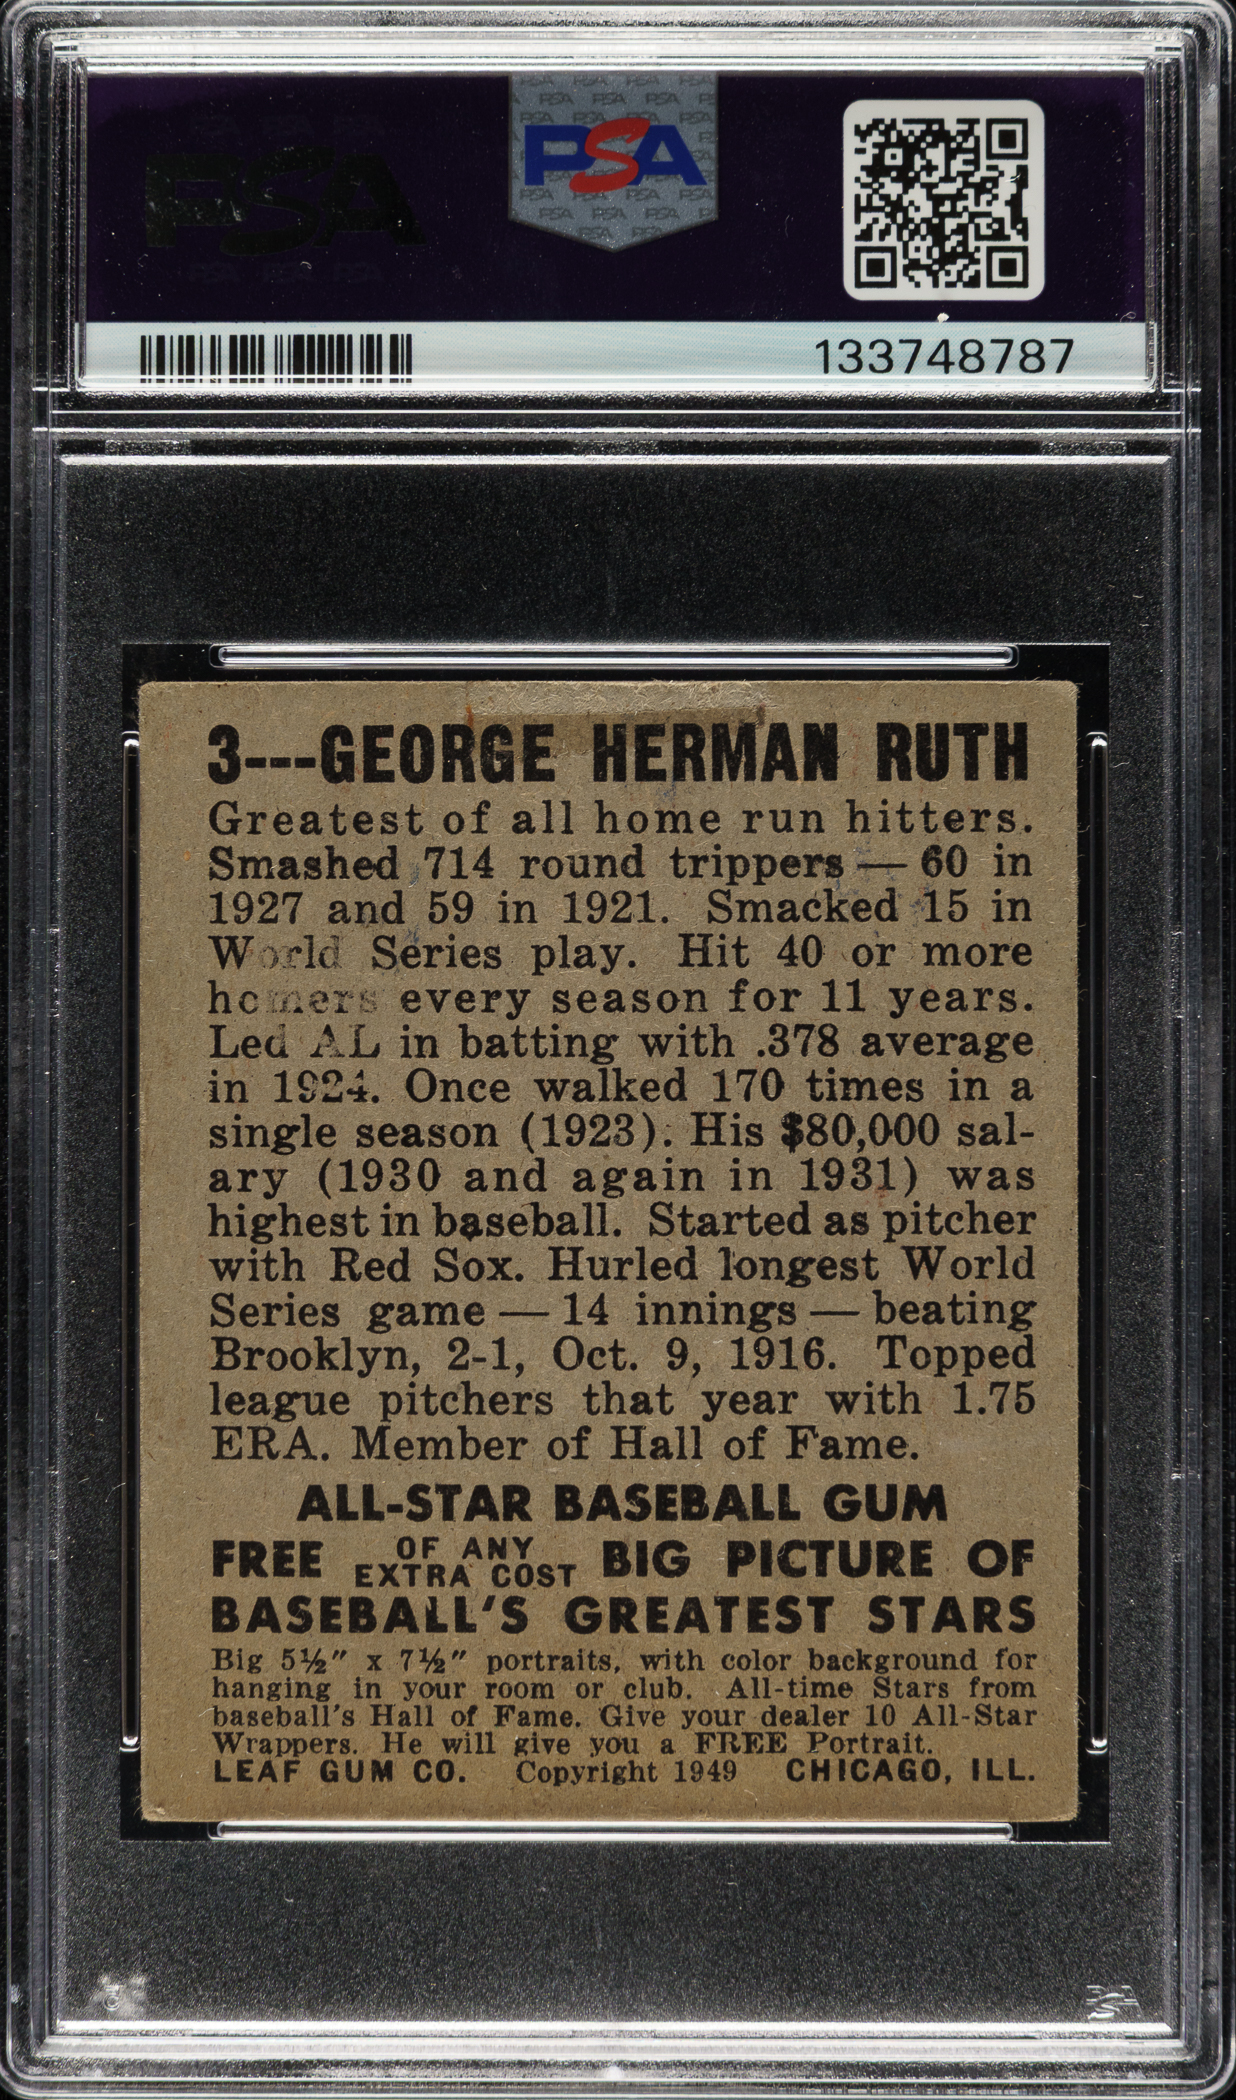 PSA
133748787
3---GEORGE HERMAN RUTH
Greatest of all home run hitters.
Smashed 714 round trippers — 60 in
1927 and 59 in 1921. Smacked 15 in
World Series play. Hit 40 or more
homers every season for 11 years.
Led AL in batting with .378 average
in 1924. Once walked 170 times in a
single season (1923). His $80,000 sal-
ary (1930 and again in 1931) was
highest in baseball. Started as pitcher
with Red Sox. Hurled longest World
Series game — 14 innings — beating
Brooklyn, 2-1, Oct. 9, 1916. Topped
league pitchers that year with 1.75
ERA. Member of Hall of Fame.
ALL-STAR BASEBALL GUM
FREE OF ANY EXTRA COST BIG PICTURE OF
BASEBALL'S GREATEST STARS
Big 5½" x 7½" portraits, with color background for
hanging in your room or club. All-time Stars from
baseball's Hall of Fame. Give your dealer 10 All-Star
Wrappers. He will give you a FREE Portrait.
LEAF GUM CO. Copyright 1949 CHICAGO, ILL.